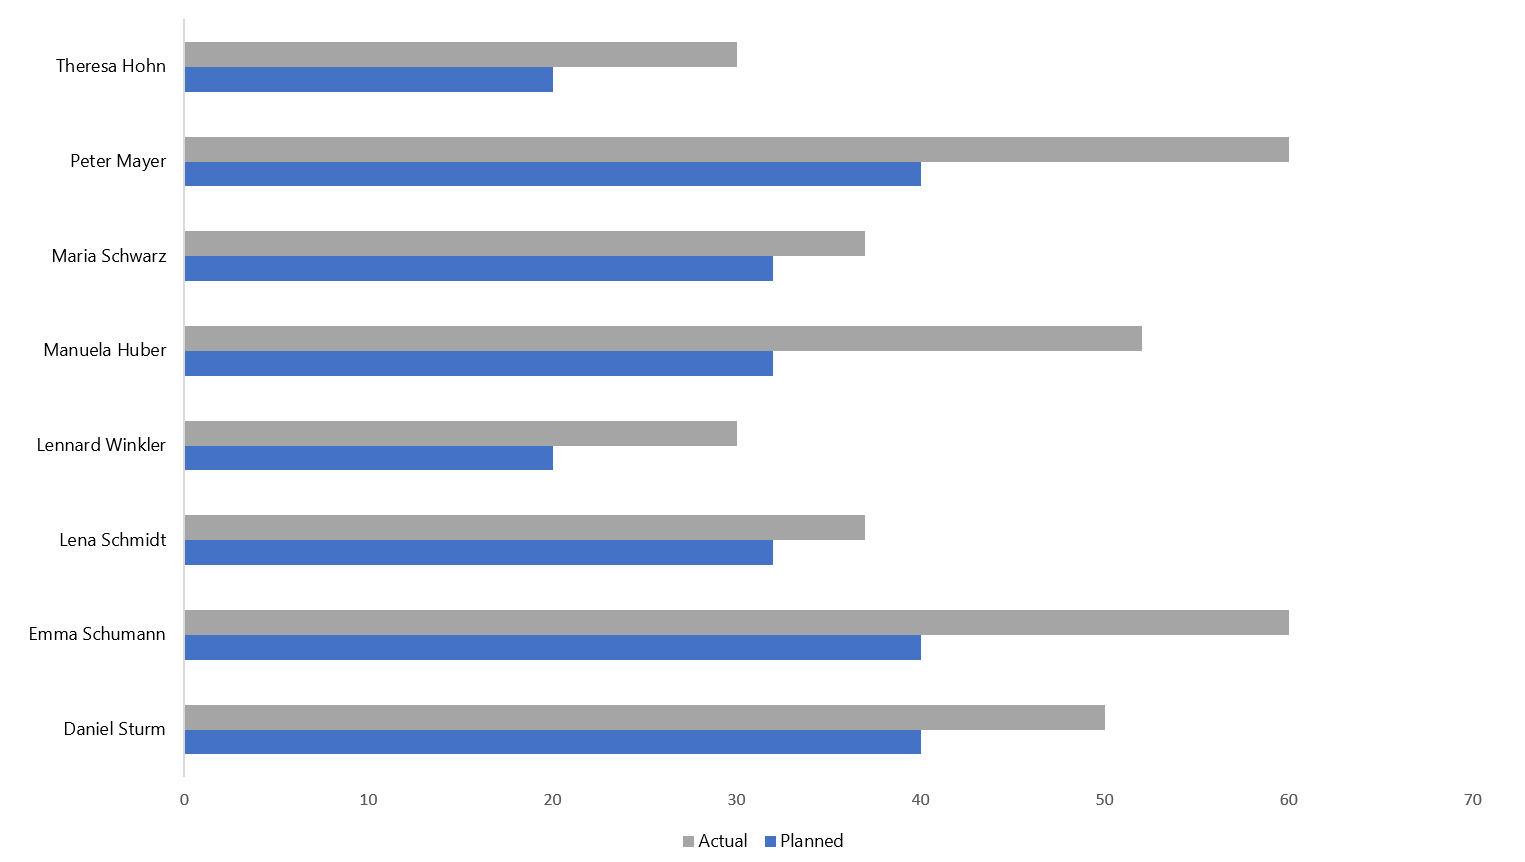 Theresa Hohn
Peter Mayer
Maria Schwarz
Manuela Huber
Lennard Winkler
Lena Schmidt
Emma Schumann
Daniel Sturm
0 10 20 30 40 50 60 70
Actual Planned